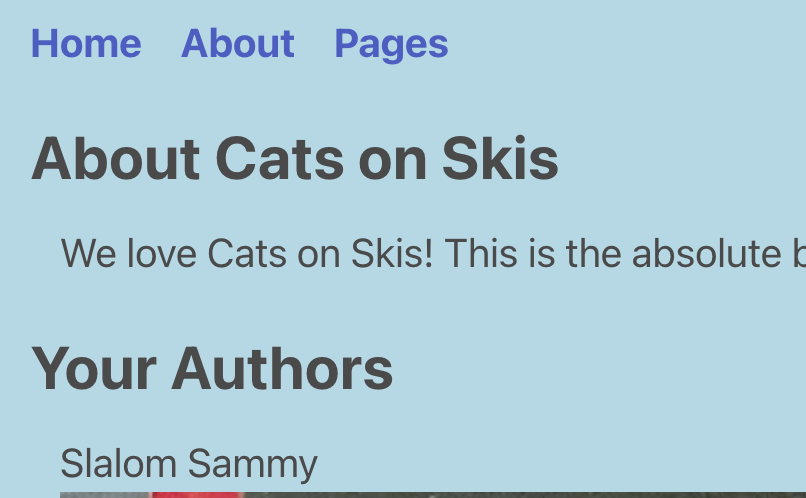 Home About Pages
About Cats on Skis
We love Cats on Skis! This is the absolute
Your Authors
Slalom Sammy